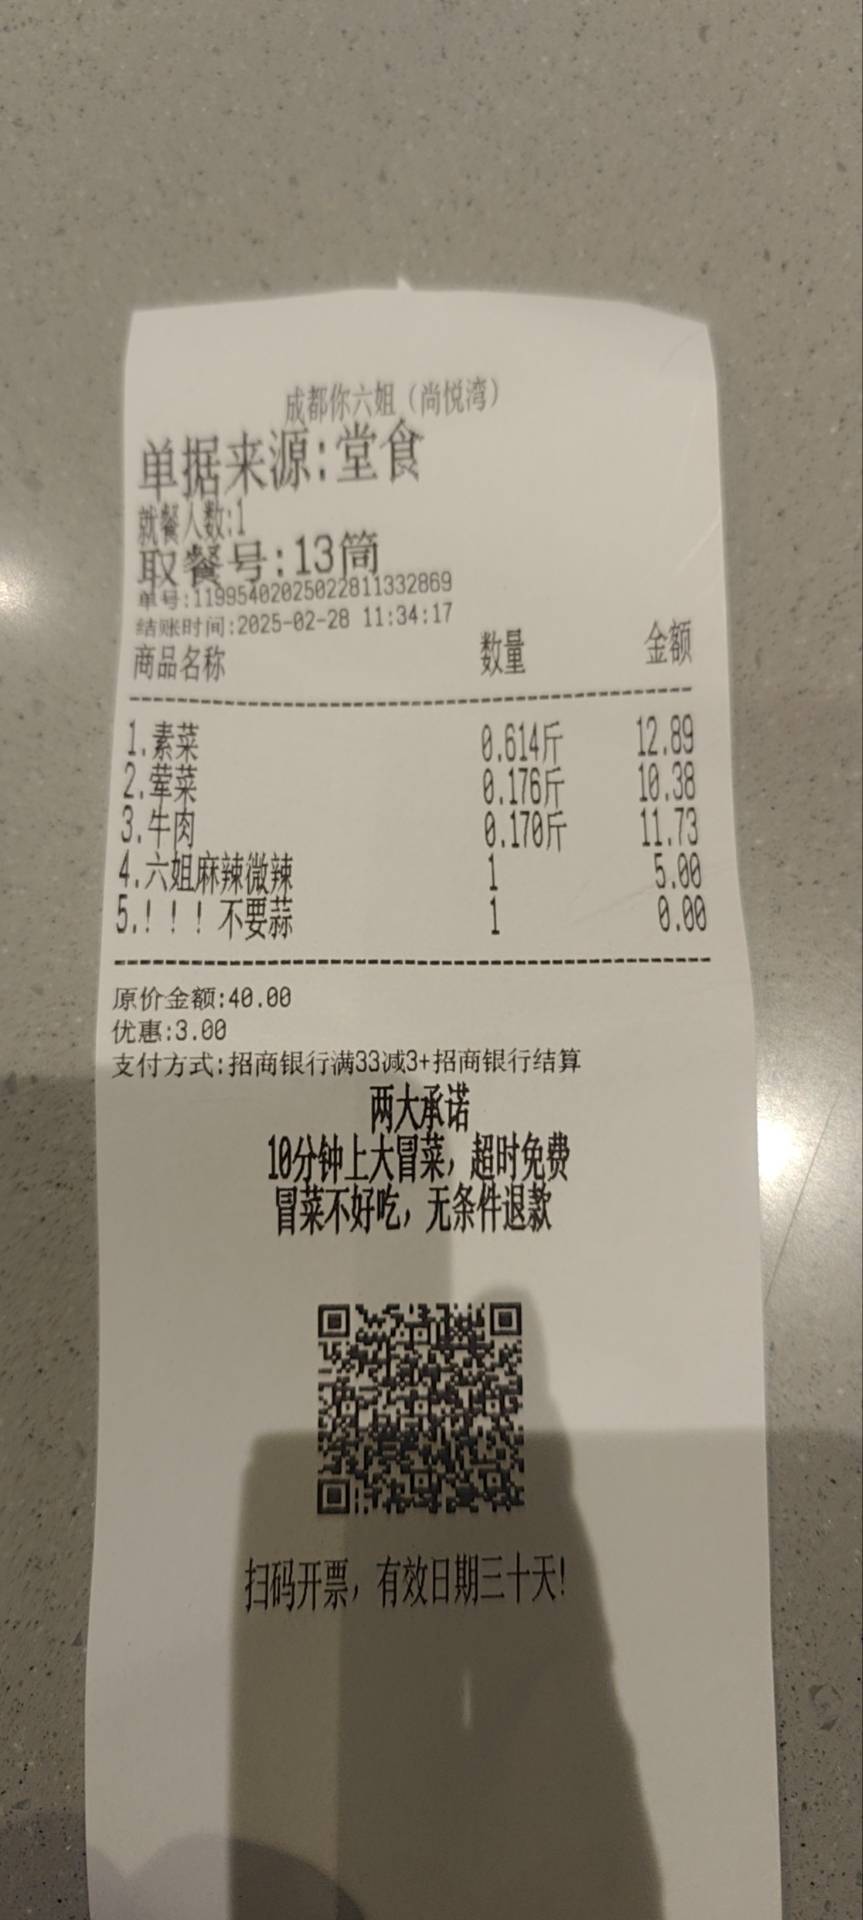 成都你六姐（尚悦湾）
单据来源:堂食
就餐人数:1
取餐号:13筒
单号:11995402025022811332869
结账时间:2025-02-28 11:34:17
商品名称 数量 金额
1.素菜 0.614斤 12.89
2.荤菜 0.176斤 10.38
3.牛肉 0.170斤 11.73
4.六姐麻辣微辣 1 5.00
5.！！！不要蒜 1 0.00
原价金额:40.00
优惠:3.00
支付方式:招商银行满33减3+招商银行结算
两大承诺
10分钟上大冒菜，超时免费
冒菜不好吃，无条件退款
扫码开票，有效日期三十天!